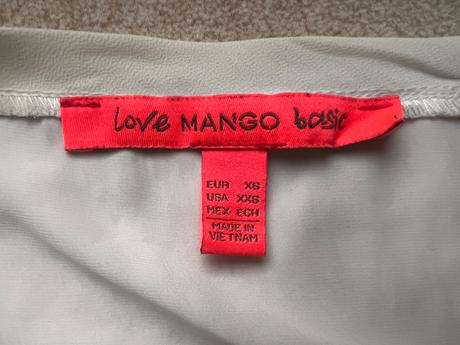 love MANGO basic
EUR XS
USA XXS
MEX ECH
MADE IN
VIETNAM